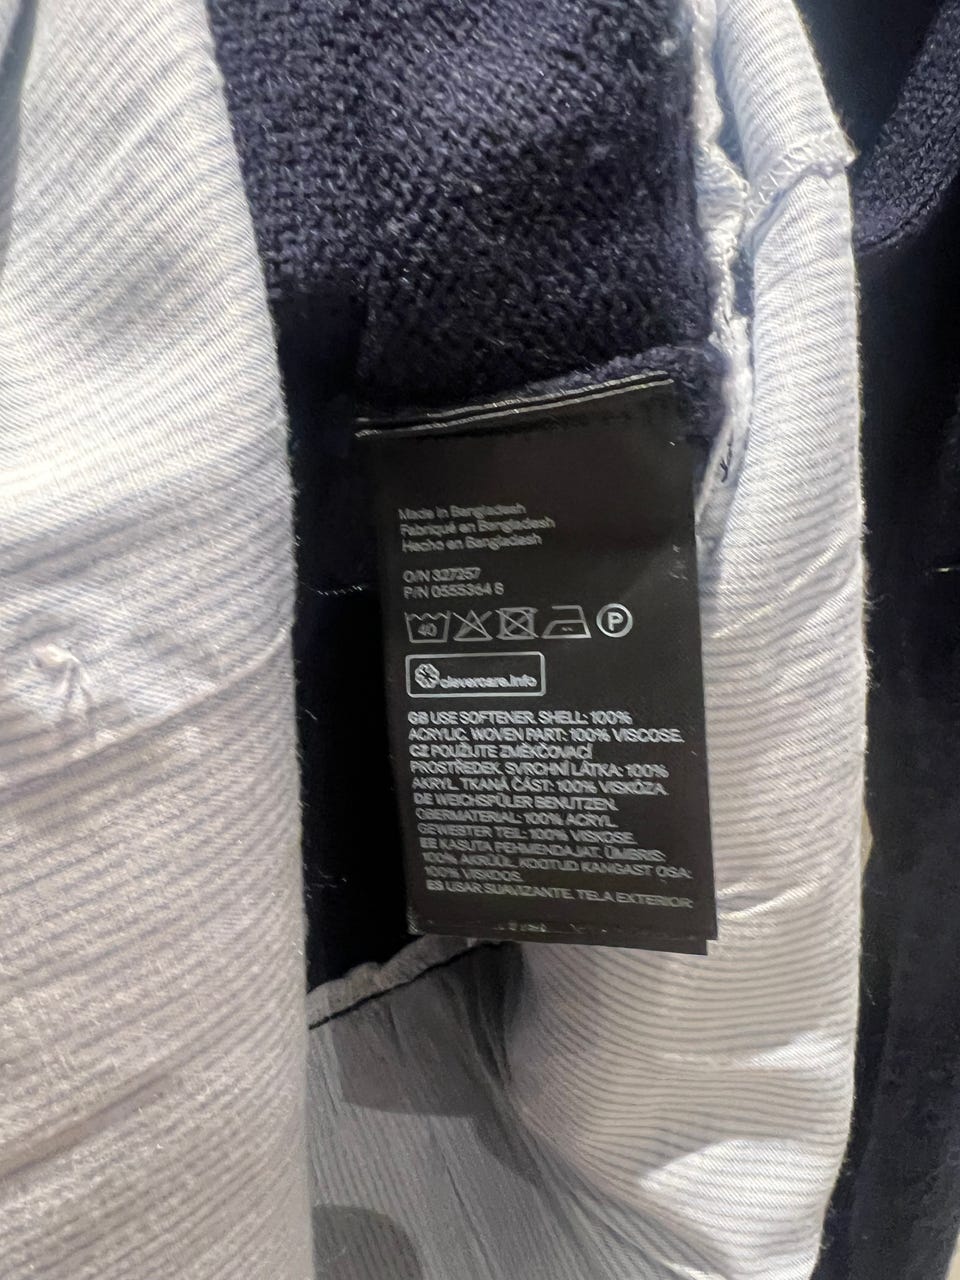 Made in Bangladesh
Fabriqué en Bangladesh
Hecho en Bangladesh
O/N 327257
P/N 0555364 6
40
P
clevercare.info
GB USE SOFTENER. SHELL: 100%
ACRYLIC. WOVEN PART: 100% VISCOSE.
CZ POUŽIJTE ZMĚKČOVACÍ
PROSTŘEDEK. SVRCHNÍ LÁTKA: 100%
AKRYL. TKANÁ ČÁST: 100% VISKÓZA.
DE WEICHSPÜLER BENUTZEN.
OBERMATERIAL: 100% ACRYL.
GEWEBTER TEIL: 100% VISKOSE.
EE KASUTA PEHMENDAJAT. ÜMBRIS:
100% AKRÜÜL. KOOTUD KANGAST OSA:
100% VISKOOS.
ES USAR SUAVIZANTE. TELA EXTERIOR: